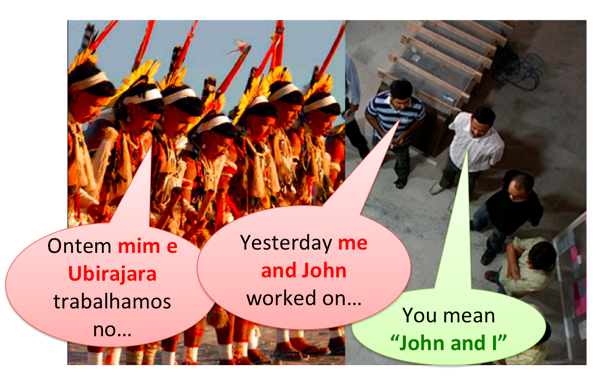 Ontem mim e
Ubirajara
trabalhamos
no...
Yesterday me
and John
worked on...
You mean
“John and I”